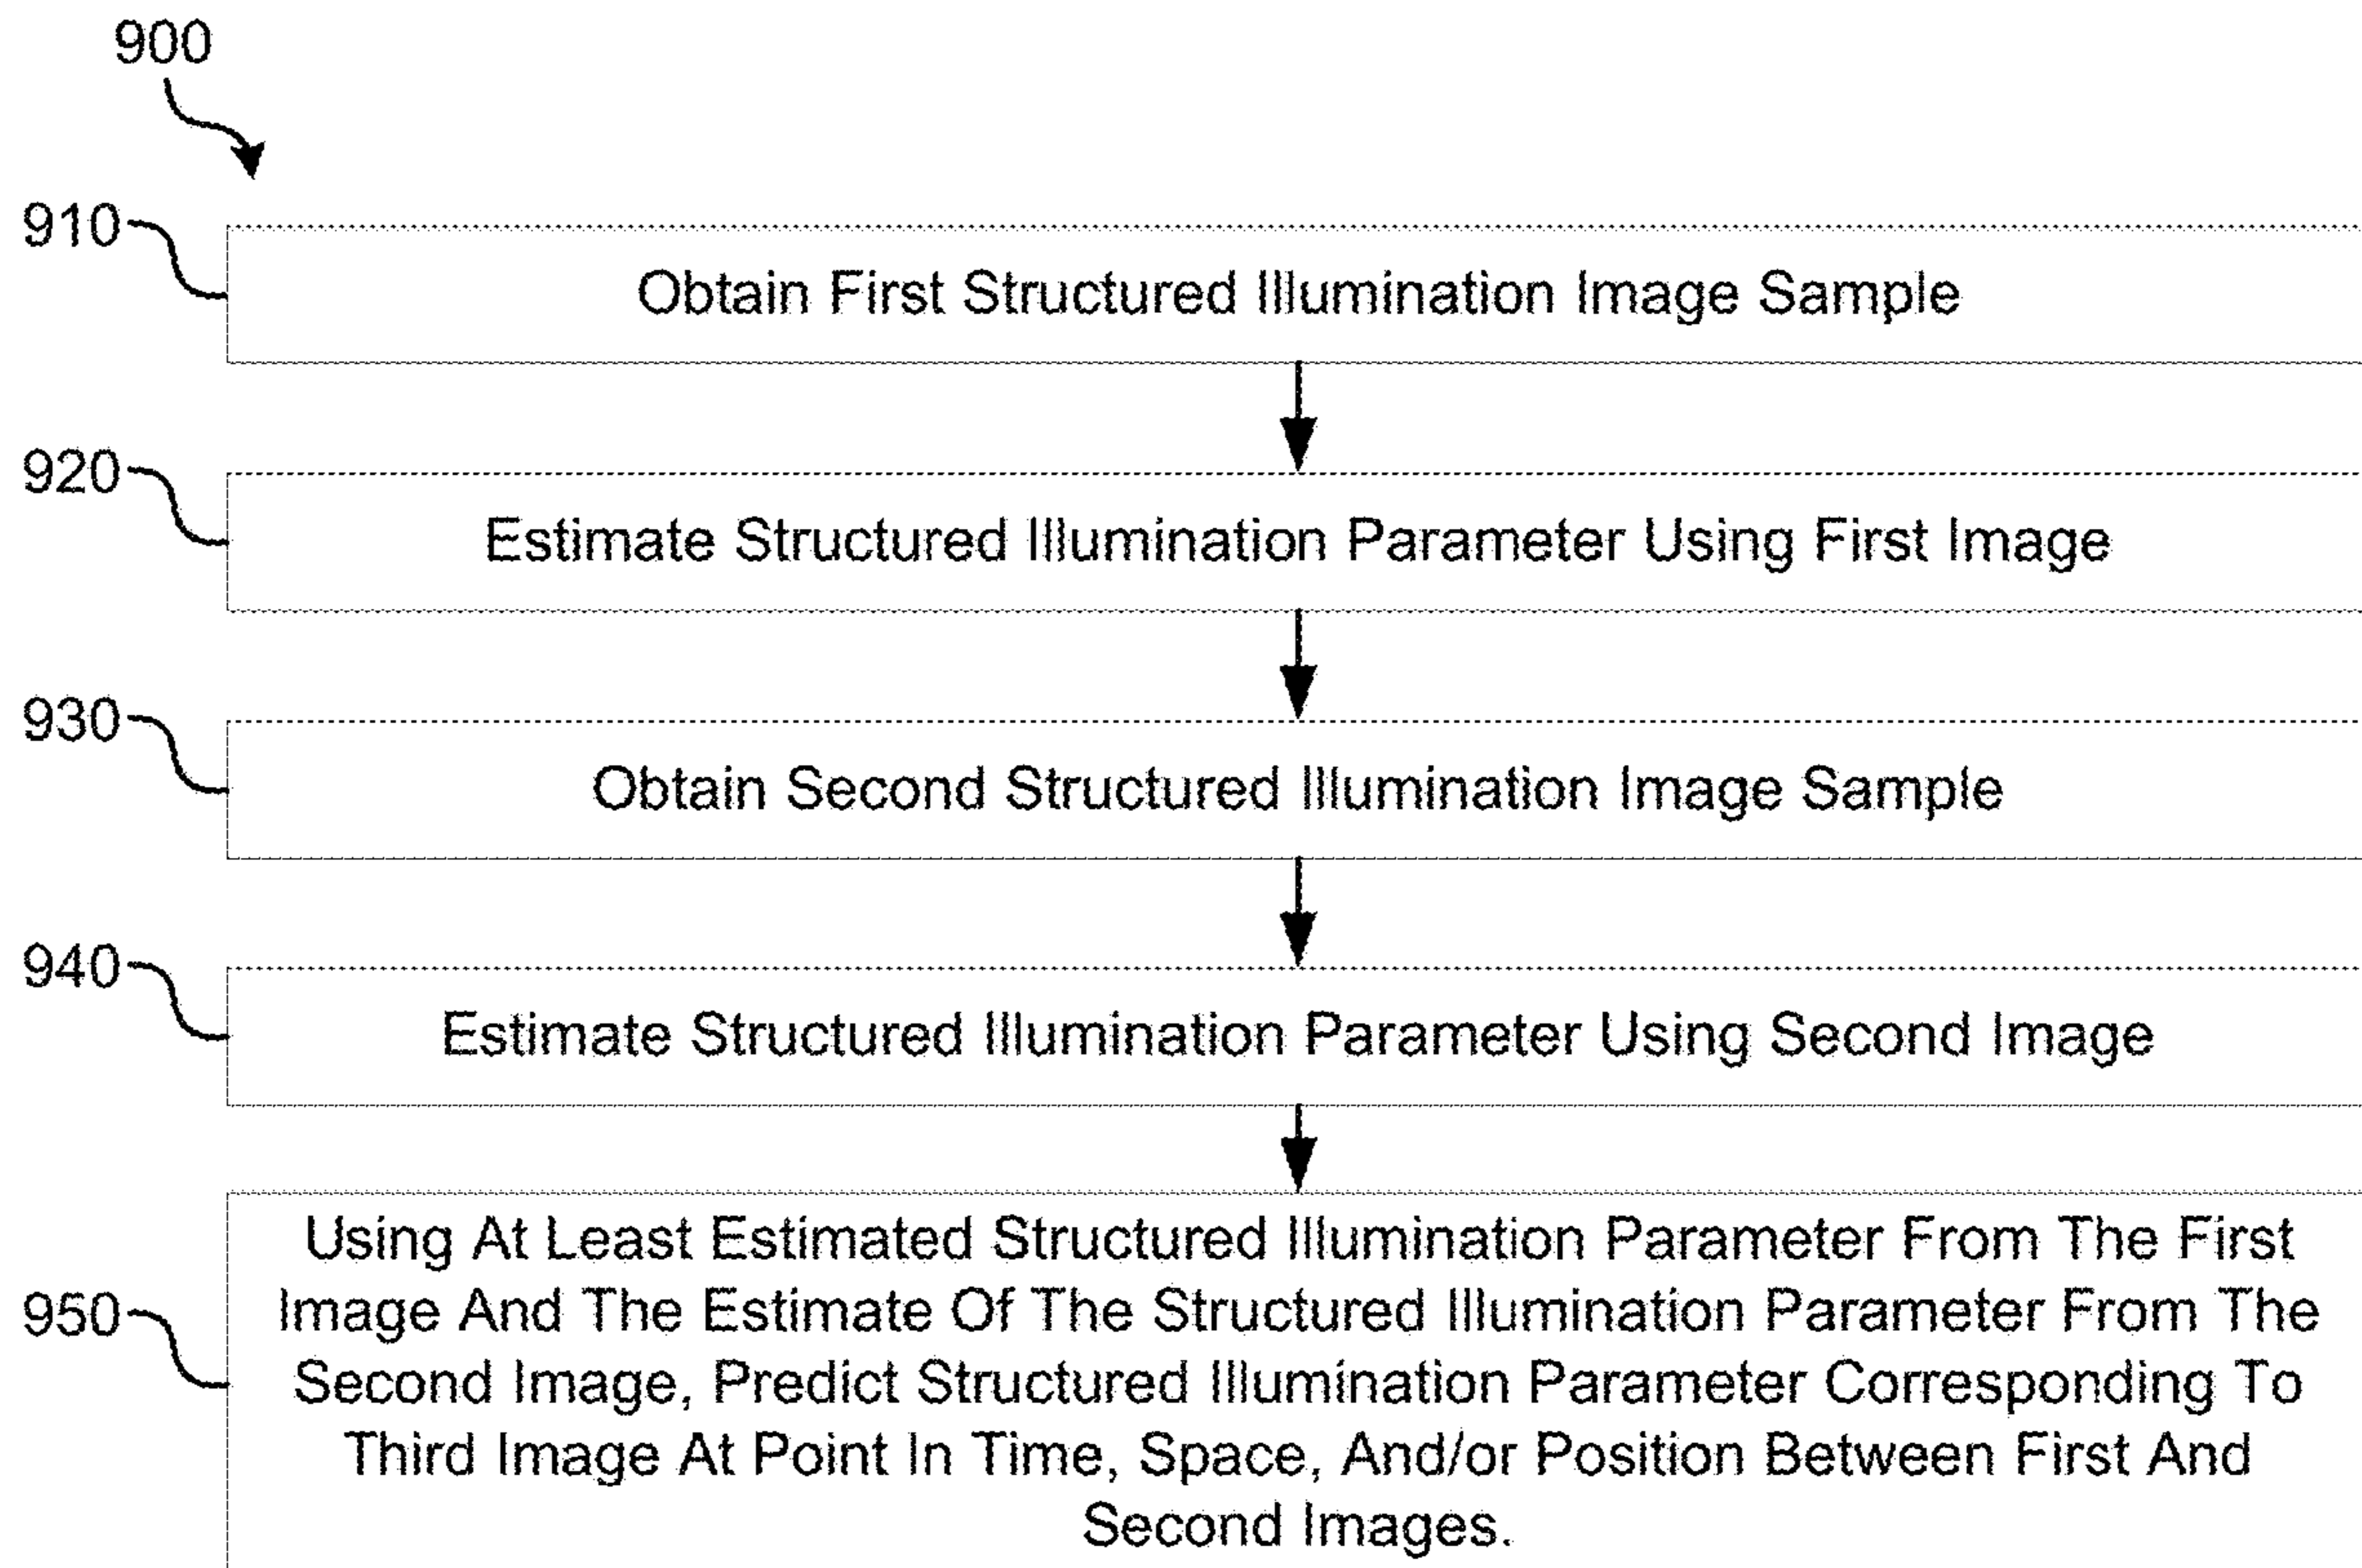 900
910
Obtain First Structured Illumination Image Sample
920
Estimate Structured Illumination Parameter Using First Image
930
Obtain Second Structured Illumination Image Sample
940
Estimate Structured Illumination Parameter Using Second Image
950
Using At Least Estimated Structured Illumination Parameter From The First
Image And The Estimate Of The Structured Illumination Parameter From The
Second Image, Predict Structured Illumination Parameter Corresponding To
Third Image At Point In Time, Space, And/or Position Between First And
Second Images.